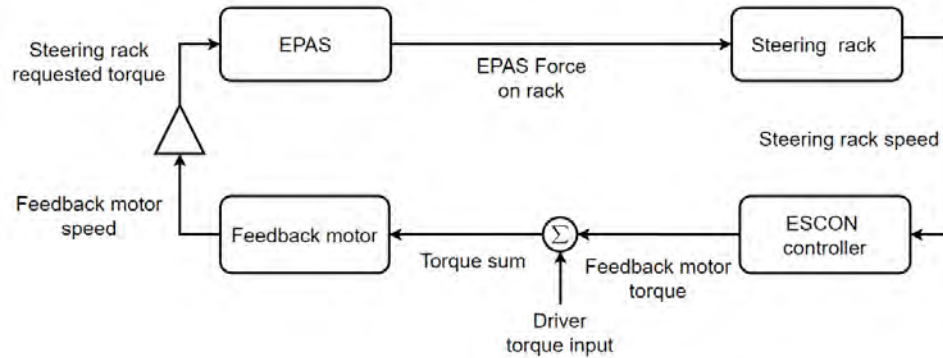 Steering rack
requested torque
EPAS
EPAS Force
on rack
Steering rack
Steering rack speed
Feedback motor
speed
Feedback motor
Torque sum
Σ
Driver
torque input
Feedback motor
torque
ESCON
controller